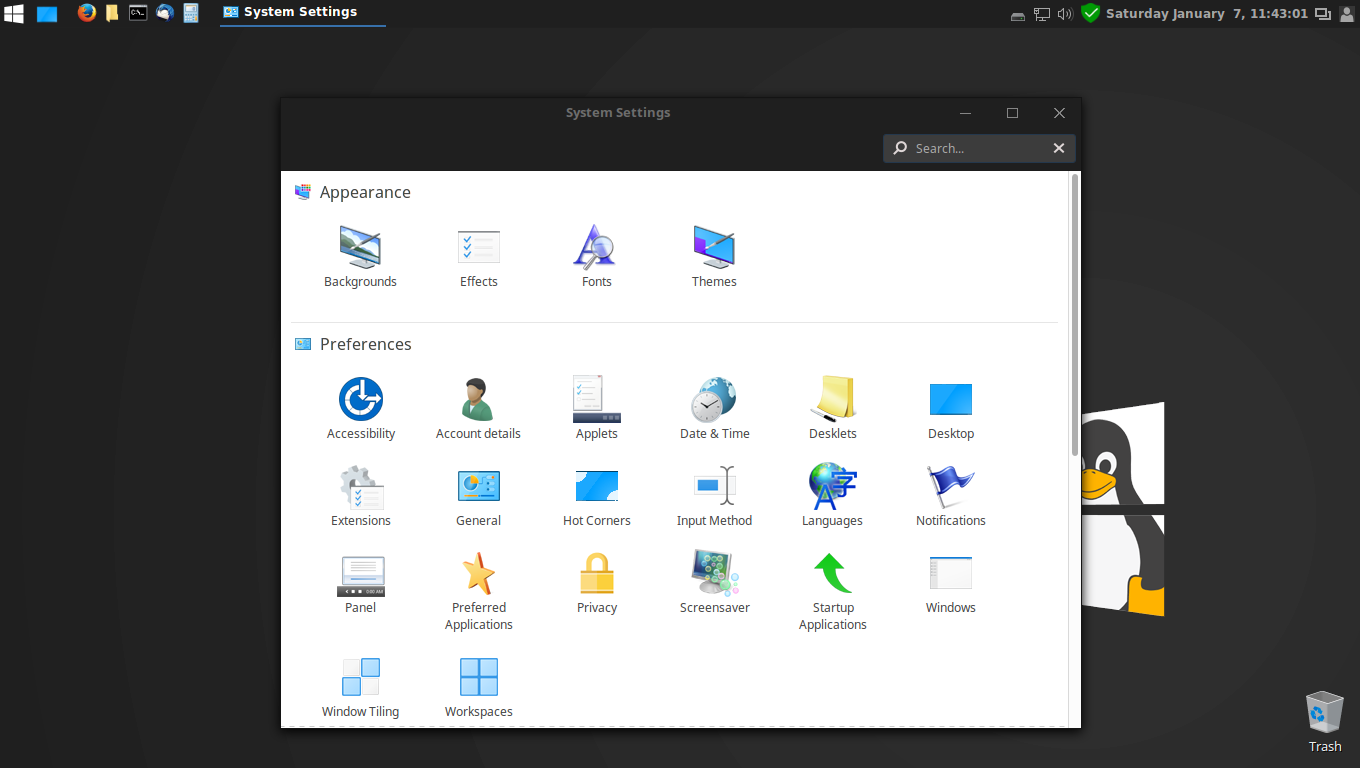 System Settings
Saturday January  7, 11:43:01
System Settings
Search...
Appearance
Backgrounds
Effects
Fonts
Themes
Preferences
Accessibility
Account details
Applets
Date & Time
Desklets
Desktop
Extensions
General
Hot Corners
Input Method
Languages
Notifications
Panel
Preferred
Applications
Privacy
Screensaver
Startup
Applications
Windows
Window Tiling
Workspaces
Trash